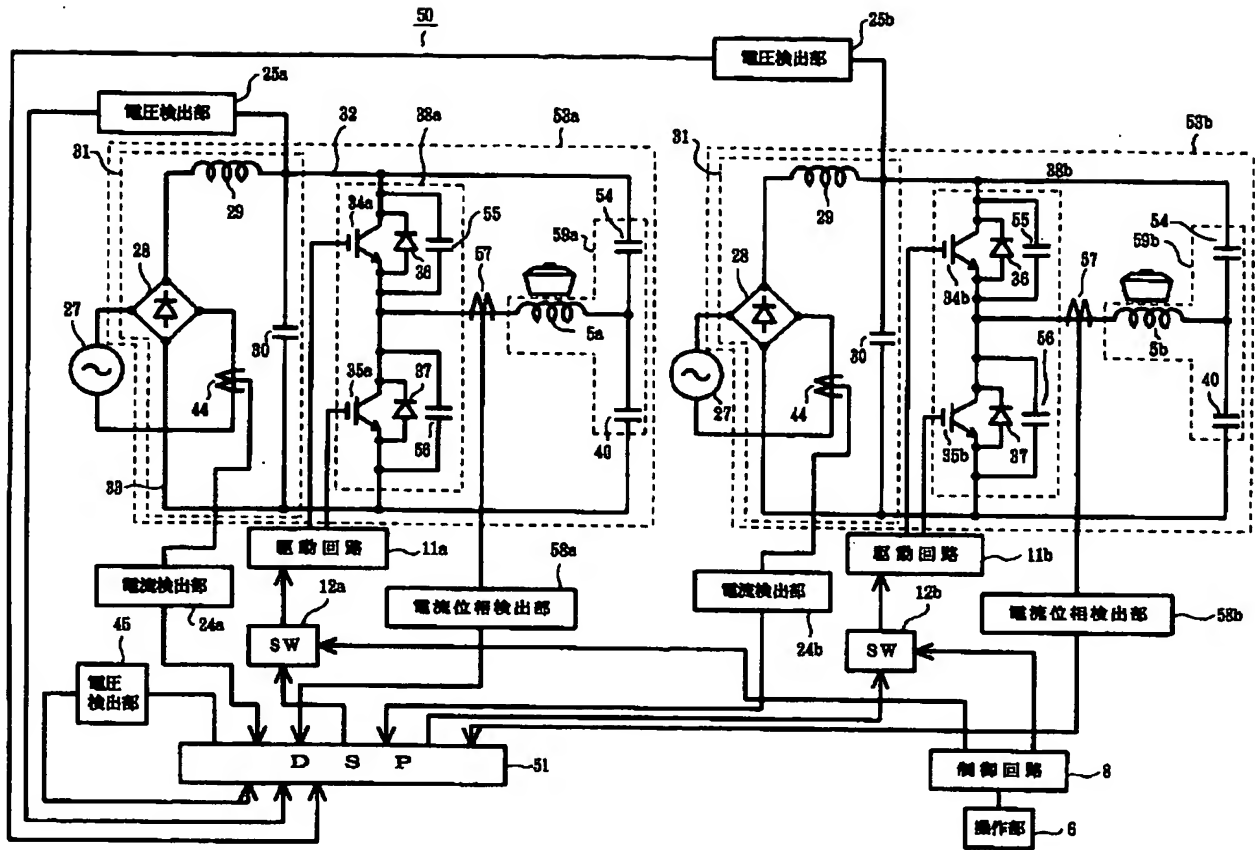 50
25b
電圧検出部
25a
電圧検出部
31
29
32
38a
53a
34a
36
55
57
59a
54
5a
28
27
44
30
35a
37
56
40
33
31
29
53b
38b
55
54
59b
57
34b
36
5b
28
27
44
30
35b
37
56
40
駆動回路
11a
駆動回路
11b
電流検出部
24a
12a
SW
58a
電流位相検出部
電流検出部
24b
12b
SW
電流位相検出部
58b
45
電圧
検出部
DSP
51
制御回路
8
操作部
6